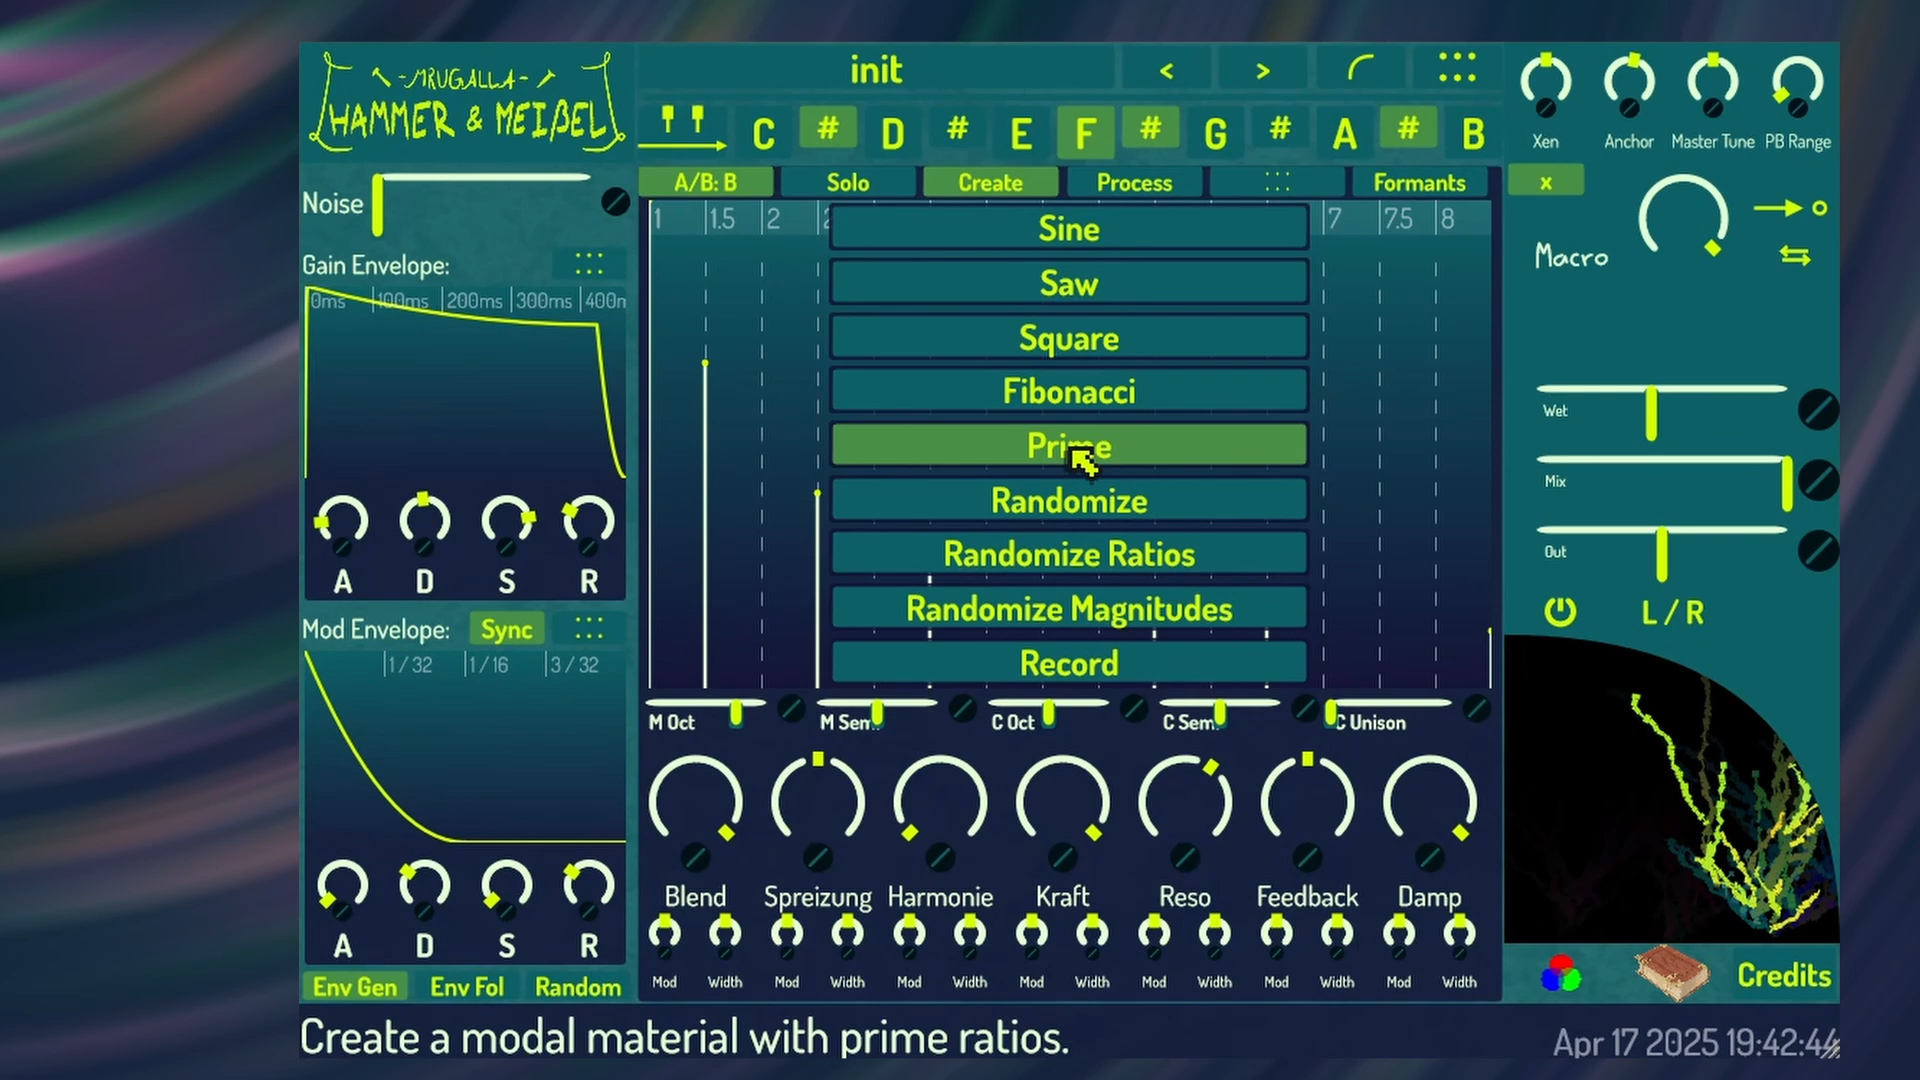 -MRUGALLA-
HAMMER & MEIßEL
init
<
>
C # D # E F # G # A # B
Xen
Anchor
Master Tune
PB Range
A/B: B
Solo
Create
Process
Formants
x
Noise
Macro
1
1.5
2
7
7.5
8
Sine
Saw
Square
Fibonacci
Prime
Randomize
Randomize Ratios
Randomize Magnitudes
Record
Gain Envelope:
0ms
100ms
200ms
300ms
A
D
S
R
Mod Envelope:
Sync
1 / 32
1 / 16
3 / 32
A
D
S
R
Env Gen
Env Fol
Random
M Oct
C Oct
C Unison
Blend
Spreizung
Harmonie
Kraft
Reso
Feedback
Damp
Mod
Width
Mod
Width
Mod
Width
Mod
Width
Mod
Width
Mod
Width
Mod
Width
Wet
Mix
Out
L / R
Credits
Create a modal material with prime ratios.
Apr 17 2025 19:42:44